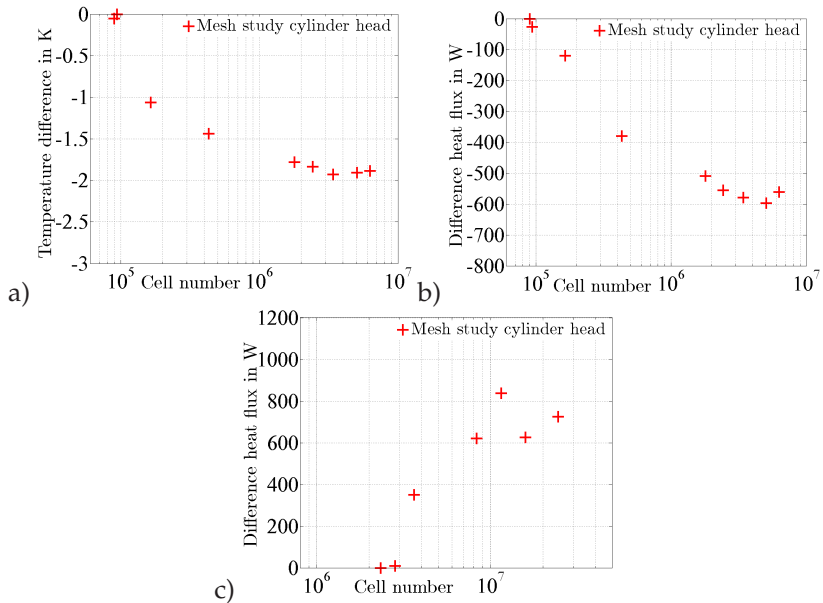 Mesh study cylinder head
Temperature difference in K
0
-0.5
-1
-1.5
-2
-2.5
-3
10^5
Cell number
10^6
10^7
a)
Mesh study cylinder head
Difference heat flux in W
0
-100
-200
-300
-400
-500
-600
-700
-800
10^5
Cell number
10^6
10^7
b)
Mesh study cylinder head
Difference heat flux in W
1200
1000
800
600
400
200
0
10^6
Cell number
10^7
c)